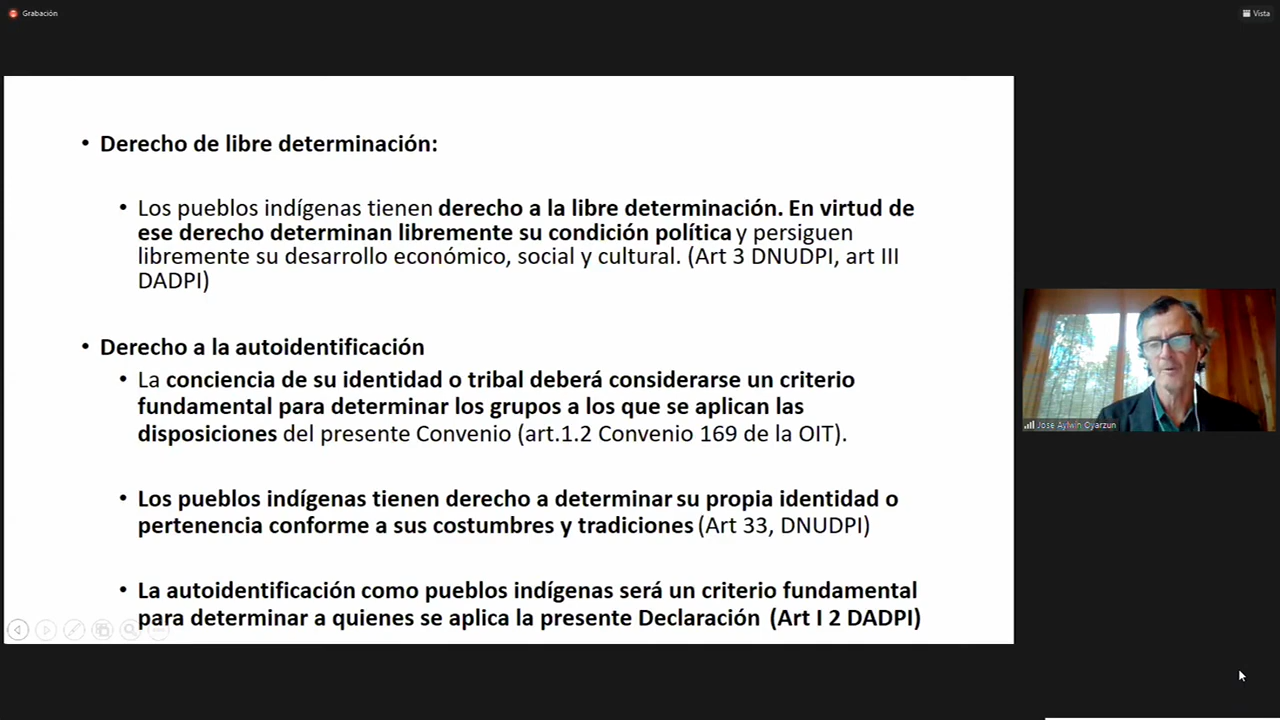 Grabación
Vista
• Derecho de libre determinación:
• Los pueblos indígenas tienen derecho a la libre determinación. En virtud de
ese derecho determinan libremente su condición política y persiguen
libremente su desarrollo económico, social y cultural. (Art 3 DNUDPI, art III
DADPI)
• Derecho a la autoidentificación
• La conciencia de su identidad o tribal deberá considerarse un criterio
fundamental para determinar los grupos a los que se aplican las
disposiciones del presente Convenio (art.1.2 Convenio 169 de la OIT).
• Los pueblos indígenas tienen derecho a determinar su propia identidad o
pertenencia conforme a sus costumbres y tradiciones (Art 33, DNUDPI)
• La autoidentificación como pueblos indígenas será un criterio fundamental
para determinar a quienes se aplica la presente Declaración (Art I 2 DADPI)
Jose Aylwin Oyarzun